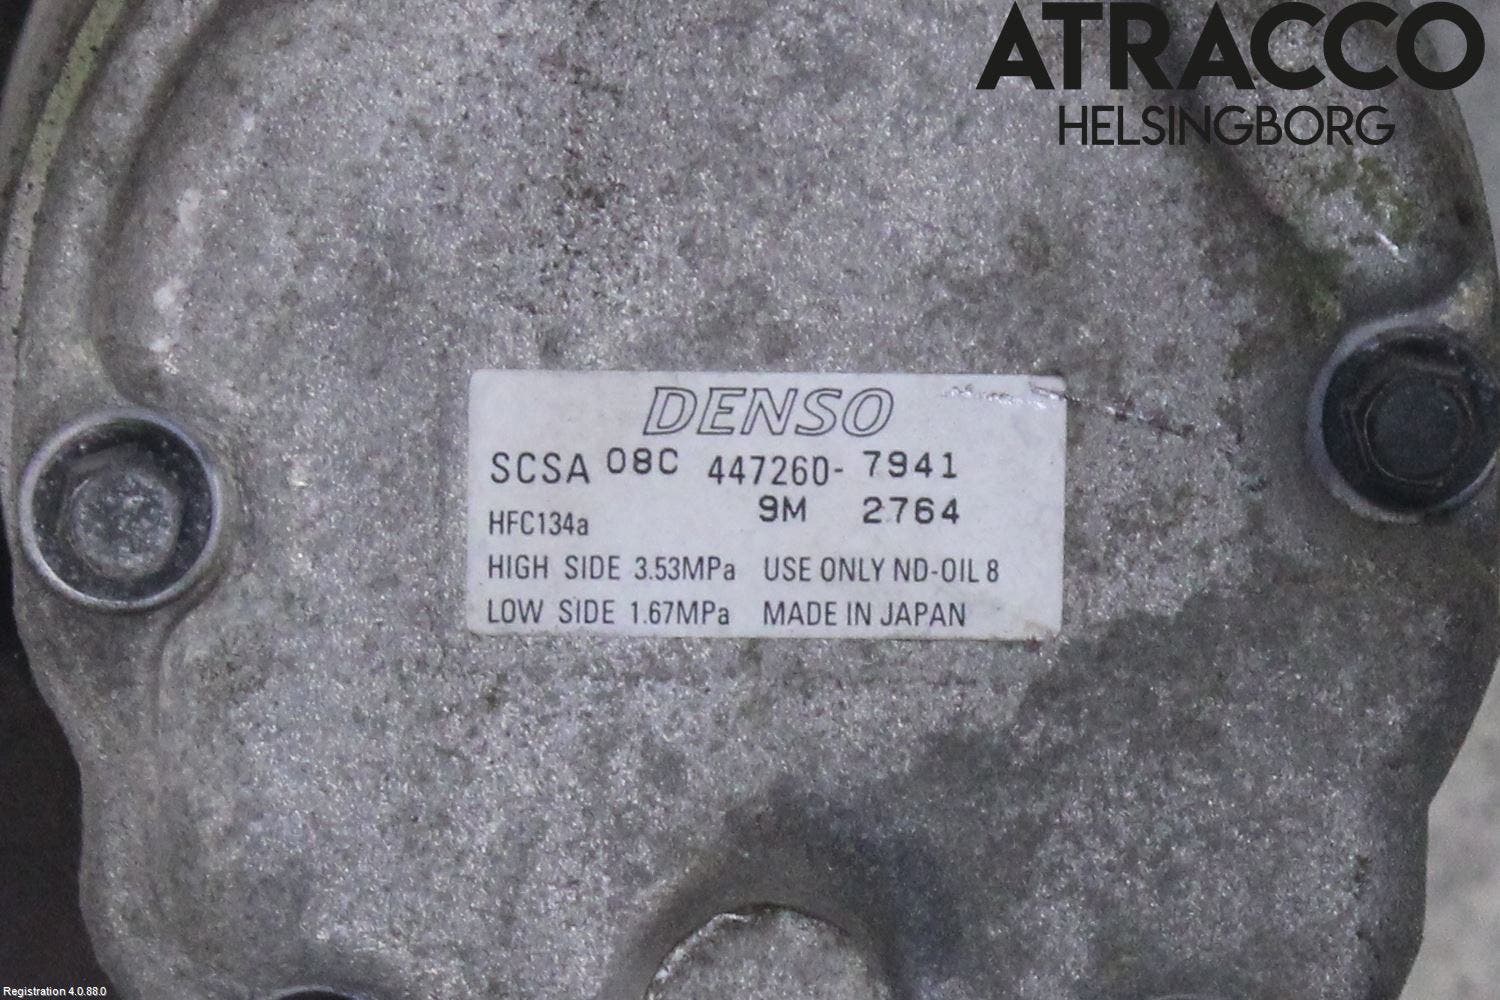 ATRACCO
HELSINGBORG
DENSO
SCSA 08C 447260- 7941
HFC134a 9M 2764
HIGH SIDE 3.53MPa USE ONLY ND-OIL 8
LOW SIDE 1.67MPa MADE IN JAPAN
Registration 4.0.88.0